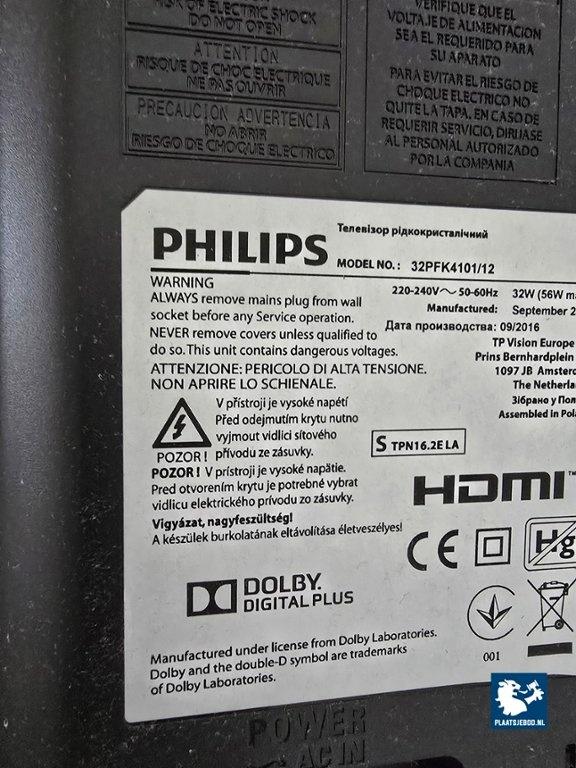 RISK OF ELECTRIC SHOCK
DO NOT OPEN
ATTENTION
RISQUE DE CHOC ELECTRIQUE
NE PAS OUVRIR
PRECAUCION ADVERTENCIA
NO ABRIR
RIESGO DE CHOQUE ELECTRICO
VERIFIQUE QUE EL
VOLTAJE DE ALIMENTACION
SEA EL REQUERIDO PARA
SU APARATO
PARA EVITAR EL RIESGO DE
CHOQUE ELECTRICO NO
QUITE LA TAPA. EN CASO DE
REQUERIR SERVICIO, DIRIJASE
AL PERSONAL AUTORIZADO
POR LA COMPANIA
PHILIPS
Телевізор рідкокристалічний
MODEL NO.: 32PFK4101/12
WARNING
ALWAYS remove mains plug from wall
socket before any Service operation.
NEVER remove covers unless qualified to
do so. This unit contains dangerous voltages.
ATTENZIONE: PERICOLO DI ALTA TENSIONE.
NON APRIRE LO SCHIENALE.
220-240V~ 50-60Hz 32W (56W
Manufactured: September
Дата производства: 09/2016
TP Vision Europe
Prins Bernhardplein
1097 JB
The
Зібрано у
Assembled in
V přístroji je vysoké napětí
Před odejmutím krytu nutno
vyjmout vidlici síťového
POZOR! přívodu ze zásuvky.
POZOR! V prístroji je vysoké napätie.
Pred otvorením krytu je potrebné vybrat
vidlicu elektrického prívodu zo zásuvky.
Vigyázat, nagyfeszültség!
A készülek burkolatának eltávolítása életveszélyes!
S TPN16.2E LA
HDMI
CE
Hg
DOLBY.
DIGITAL PLUS
Manufactured under license from Dolby Laboratories.
Dolby and the double-D symbol are trademarks
of Dolby Laboratories.
001
POWER
AC IN
PLAATSJEBOD.NL